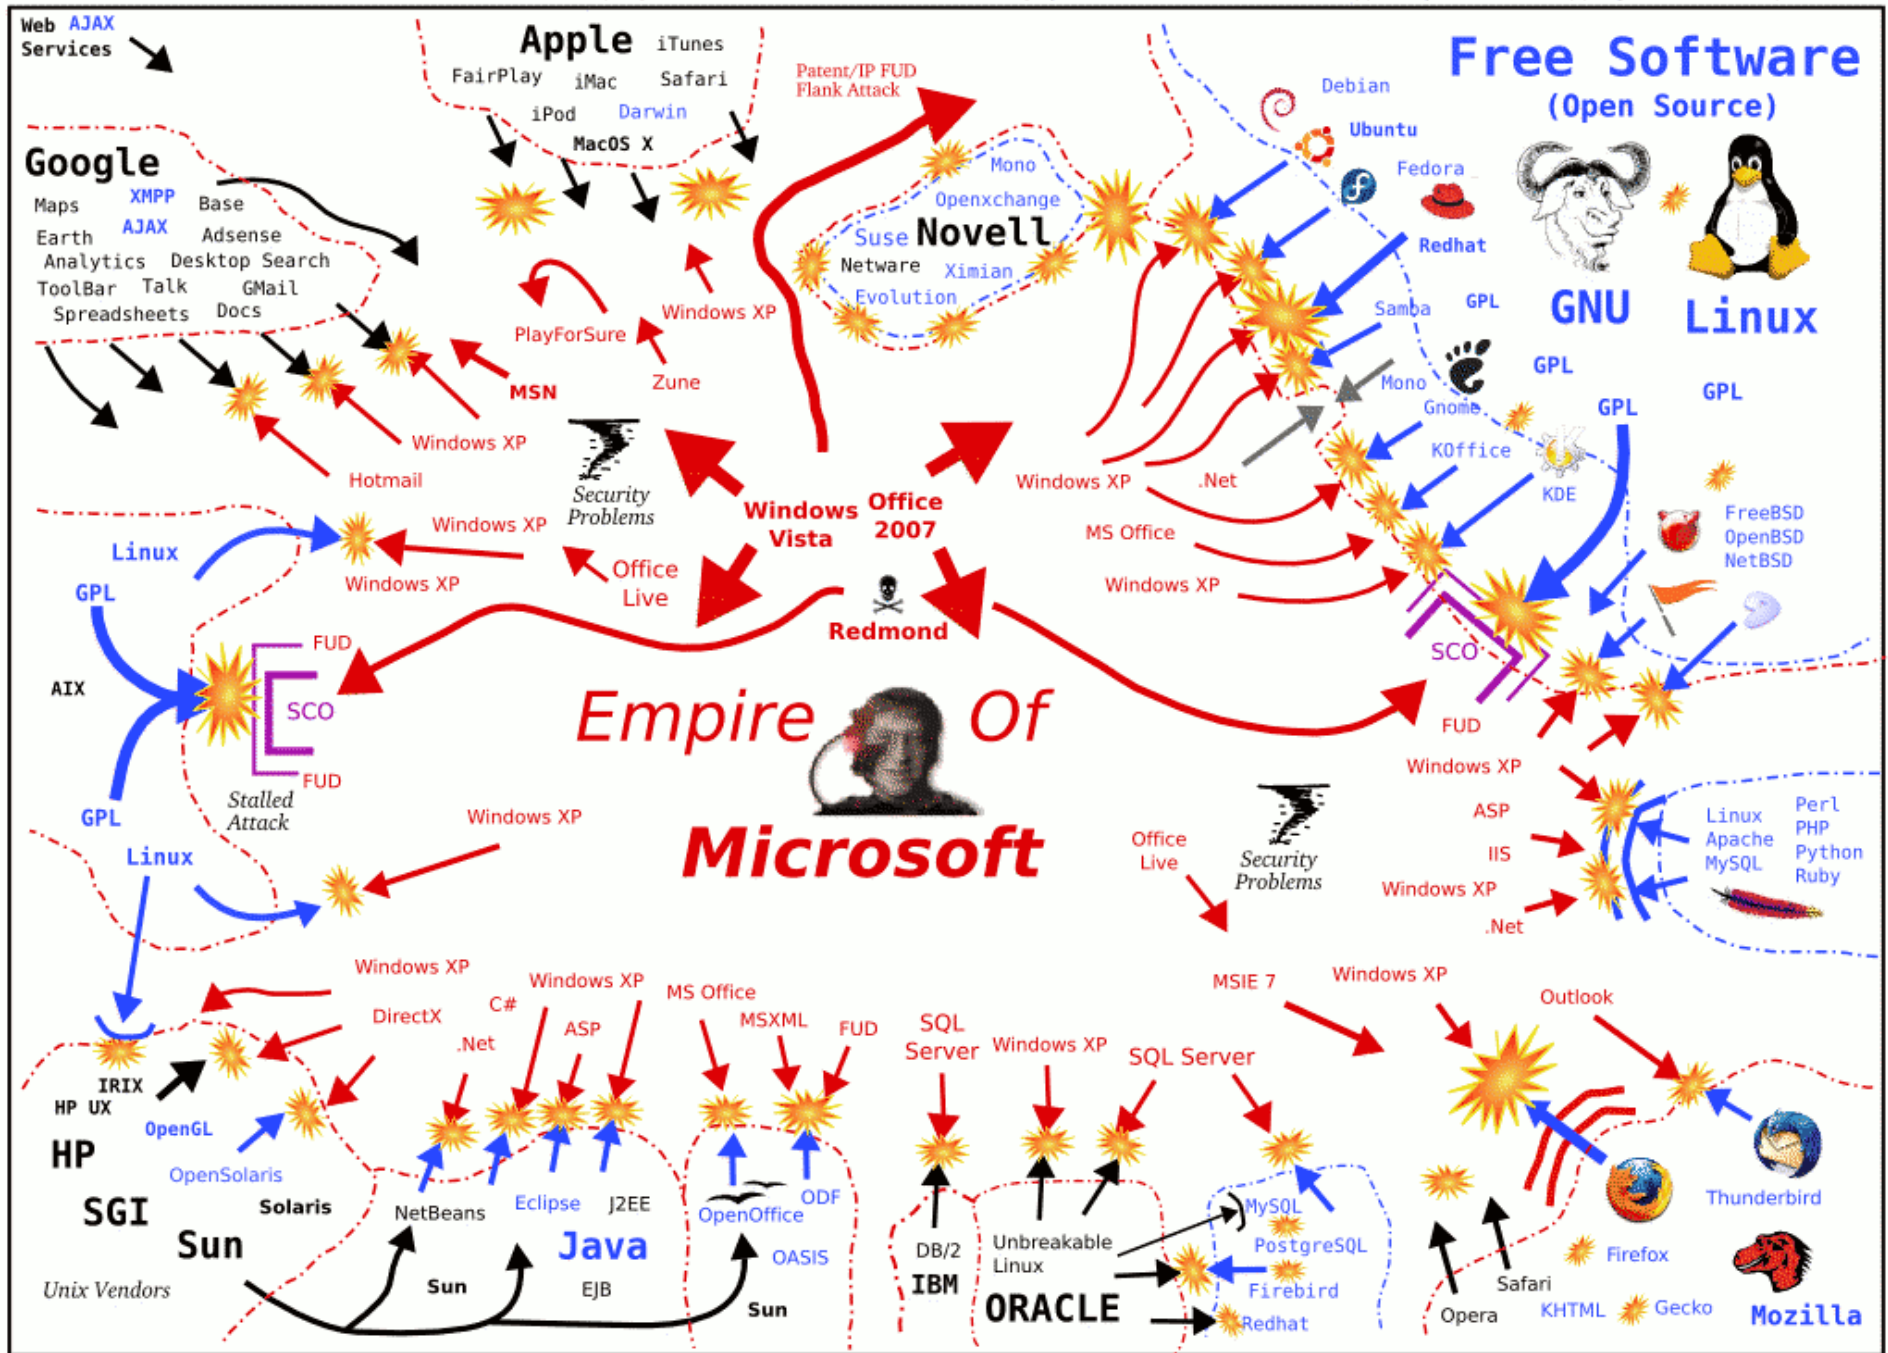 Web AJAX
Services
Apple iTunes
FairPlay iMac Safari
iPod Darwin
MacOS X
Patent/IP FUD
Flank Attack
Free Software
(Open Source)
Debian
Ubuntu
Fedora
Redhat
GNU
Linux
Google
Maps XMPP Base
Earth AJAX Adsense
Analytics Desktop Search
ToolBar Talk GMail
Spreadsheets Docs
Mono
Openxchange
Suse Novell
Netware Ximian
Evolution
Windows XP
PlayForSure
Zune
MSN
Windows XP
Hotmail
Security
Problems
Samba
GPL
GPL
GPL
GPL
Mono
Gnome
KOffice
KDE
FreeBSD
OpenBSD
NetBSD
Windows XP
.Net
MS Office
Windows XP
Windows
Vista
Office
2007
Redmond
Office
Live
Windows XP
Windows XP
Linux
GPL
AIX
FUD
SCO
FUD
Stalled
Attack
GPL
Linux
Windows XP
Empire Of
Microsoft
SCO
FUD
Windows XP
ASP
IIS
Windows XP
.Net
Linux
Apache
MySQL
Perl
PHP
Python
Ruby
Office
Live
Security
Problems
MSIE 7
Windows XP
Outlook
Windows XP
DirectX
.Net
C#
Windows XP
ASP
MS Office
MSXML
FUD
SQL
Server
Windows XP
SQL Server
IRIX
HP UX
OpenGL
HP
OpenSolaris
SGI
Solaris
Sun
Unix Vendors
NetBeans
Eclipse
J2EE
Java
Sun
EJB
OpenOffice
ODF
OASIS
Sun
DB/2
IBM
Unbreakable
Linux
ORACLE
MySQL
PostgreSQL
Firebird
Redhat
Thunderbird
Firefox
Safari
Opera
KHTML
Gecko
Mozilla